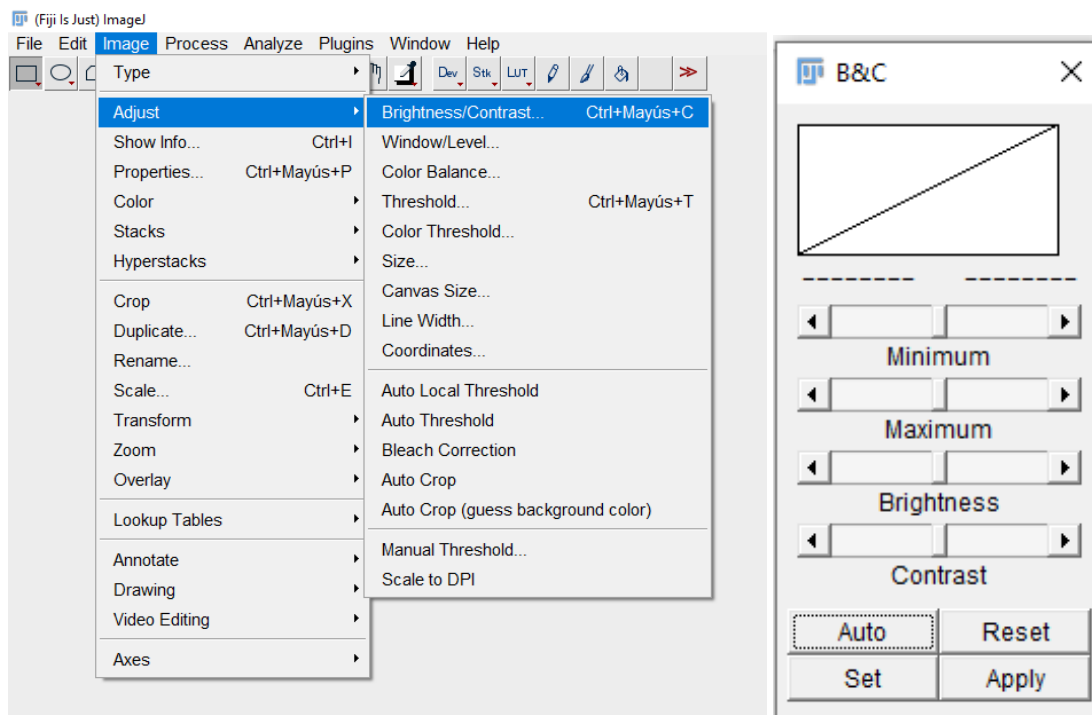 (Fiji Is Just) ImageJ
File Edit Image Process Analyze Plugins Window Help
Dev Stk LUT >>
Type
Adjust
Show Info... Ctrl+I
Properties... Ctrl+Mayús+P
Color
Stacks
Hyperstacks
Crop Ctrl+Mayús+X
Duplicate... Ctrl+Mayús+D
Rename...
Scale... Ctrl+E
Transform
Zoom
Overlay
Lookup Tables
Annotate
Drawing
Video Editing
Axes
Brightness/Contrast... Ctrl+Mayús+C
Window/Level...
Color Balance...
Threshold... Ctrl+Mayús+T
Color Threshold...
Size...
Canvas Size...
Line Width...
Coordinates...
Auto Local Threshold
Auto Threshold
Bleach Correction
Auto Crop
Auto Crop (guess background color)
Manual Threshold...
Scale to DPI
B&C
Minimum
Maximum
Brightness
Contrast
Auto Reset
Set Apply